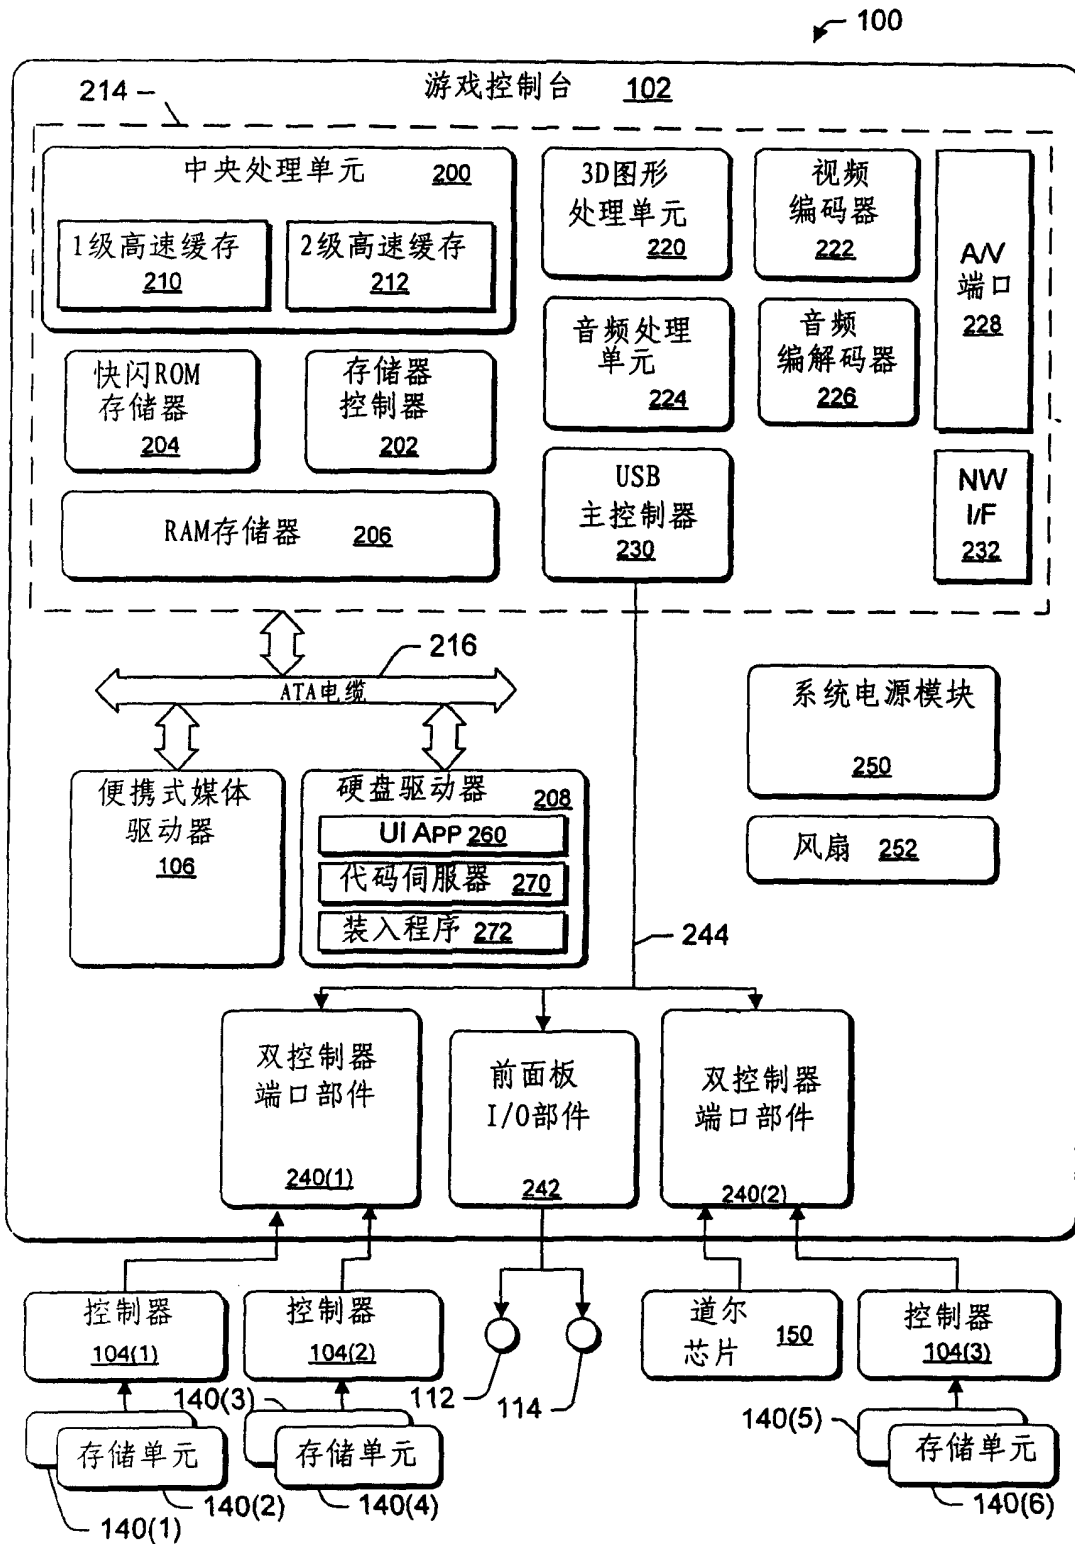 100
游戏控制台 102
214
中央处理单元 200
1级高速缓存
210
2级高速缓存
212
3D图形
处理单元
220
视频
编码器
222
A/V
端口
228
快闪ROM
存储器
204
存储器
控制器
202
音频处理
单元
224
音频
编解码器
226
RAM存储器 206
USB
主控制器
230
NW
I/F
232
216
ATA电缆
系统电源模块
250
便携式媒体
驱动器
106
硬盘驱动器 208
UI APP 260
代码伺服器 270
装入程序 272
风扇 252
244
双控制器
端口部件
240(1)
前面板
I/O部件
242
双控制器
端口部件
240(2)
控制器
104(1)
控制器
104(2)
112
114
道尔
芯片
150
控制器
104(3)
140(3)
140(5)
存储单元
存储单元
存储单元
140(2)
140(4)
140(6)
140(1)